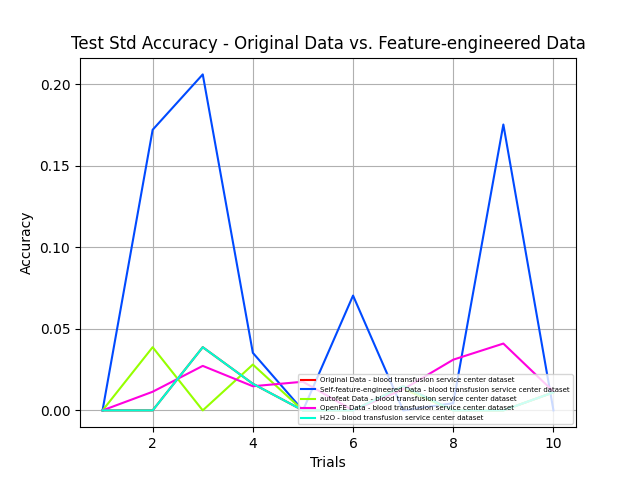 Test Std Accuracy - Original Data vs. Feature-engineered Data
0.20
0.15
0.10
0.05
0.00
Accuracy
Original Data - blood transfusion service center dataset
Self-feature-engineered Data - blood transfusion service center dataset
autofeat Data - blood transfusion service center dataset
OpenFE Data - blood transfusion service center dataset
H2O - blood transfusion service center dataset
2
4
6
8
10
Trials